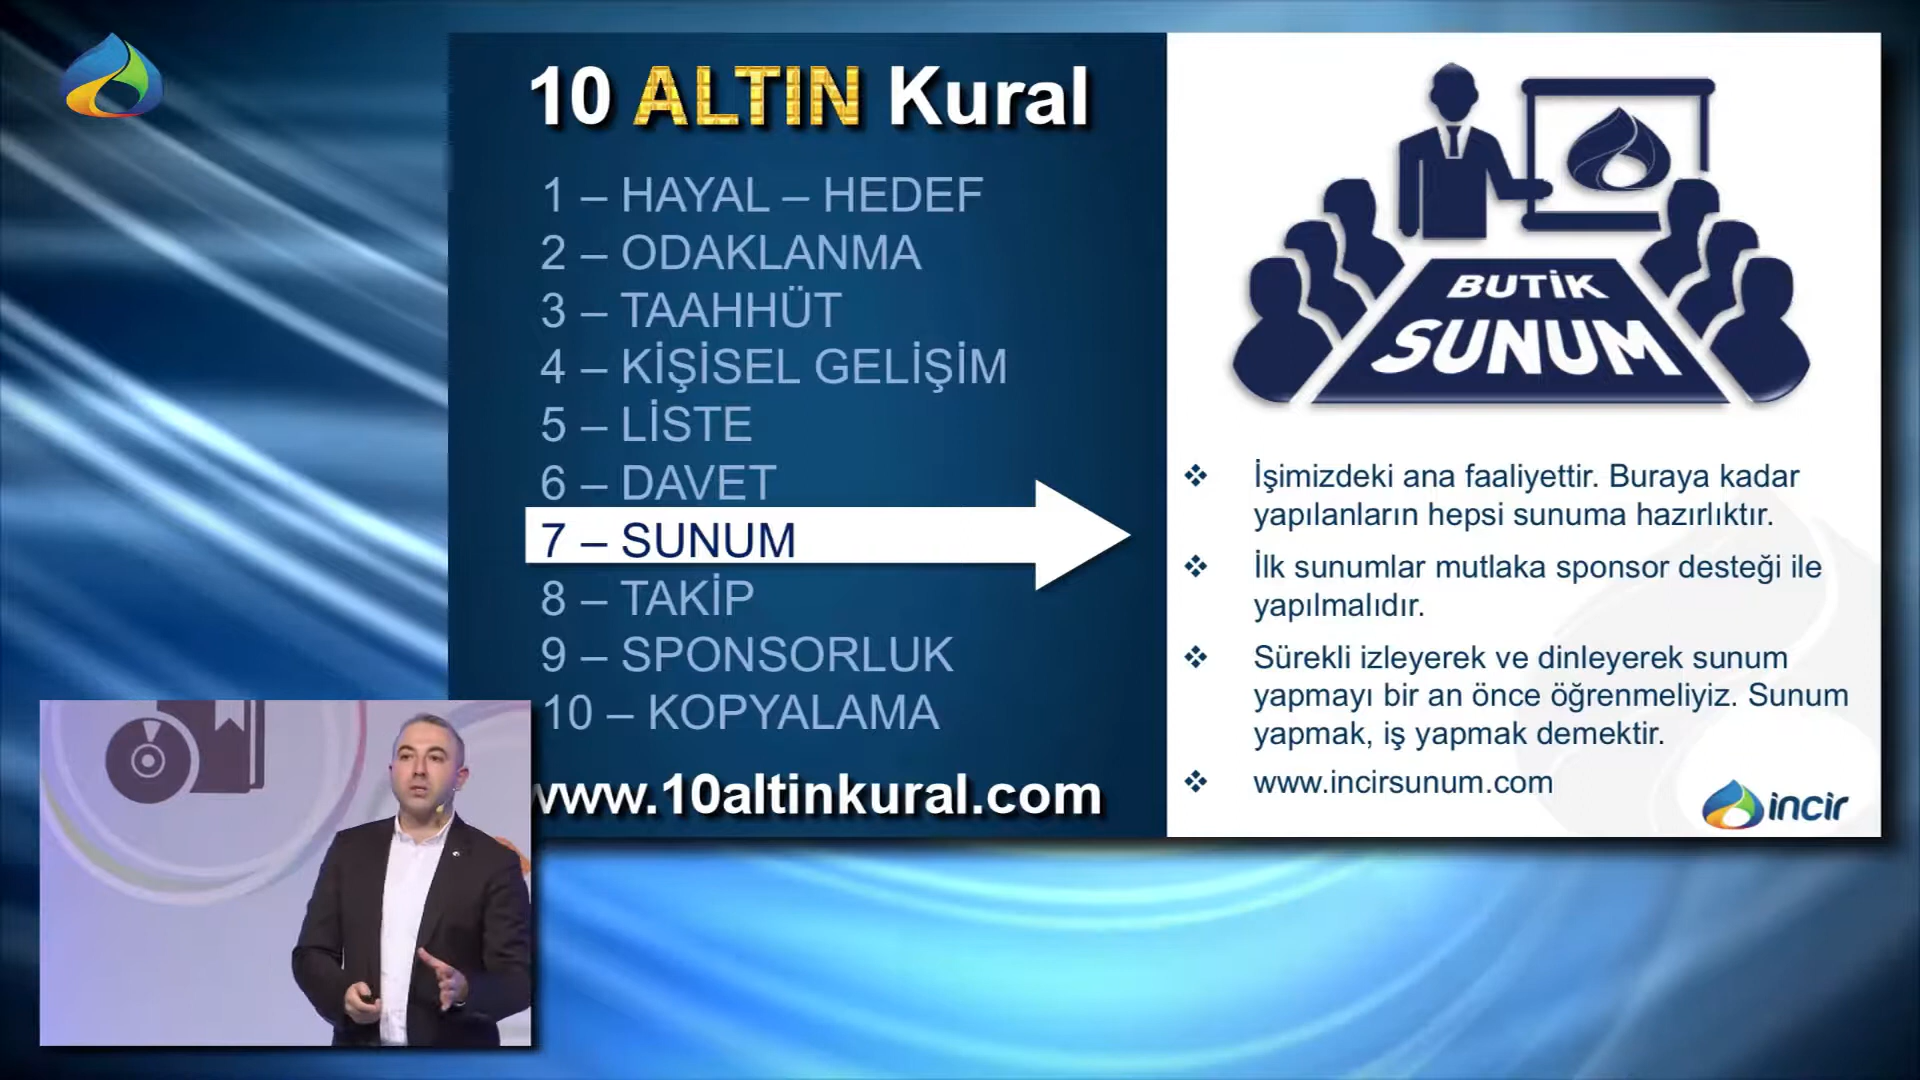 10 ALTIN Kural
1 – HAYAL – HEDEF
2 – ODAKLANMA
3 – TAAHHÜT
4 – KİŞİSEL GELİŞİM
5 – LİSTE
6 – DAVET
7 – SUNUM
8 – TAKİP
9 – SPONSORLUK
10 – KOPYALAMA
www.10altinkural.com
BUTİK
SUNUM
İşimizdeki ana faaliyettir. Buraya kadar
yapılanların hepsi sunuma hazırlıktır.
İlk sunumlar mutlaka sponsor desteği ile
yapılmalıdır.
Sürekli izleyerek ve dinleyerek sunum
yapmayı bir an önce öğrenmeliyiz. Sunum
yapmak, iş yapmak demektir.
www.incirsunum.com
incir